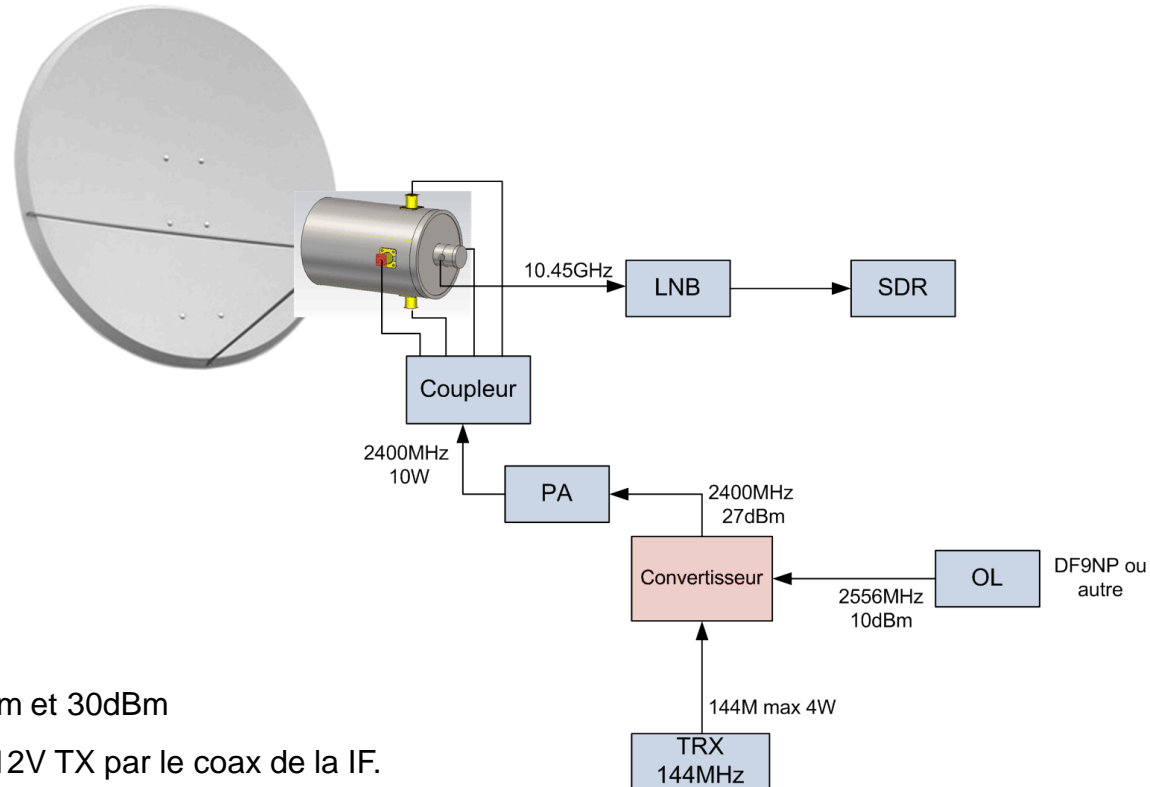 10.45GHz
LNB
SDR
Coupleur
2400MHz
10W
PA
2400MHz
27dBm
Convertisseur
2556MHz
10dBm
OL
DF9NP ou
autre
144M max 4W
TRX
144MHz
m et 30dBm
12V TX par le coax de la IF.